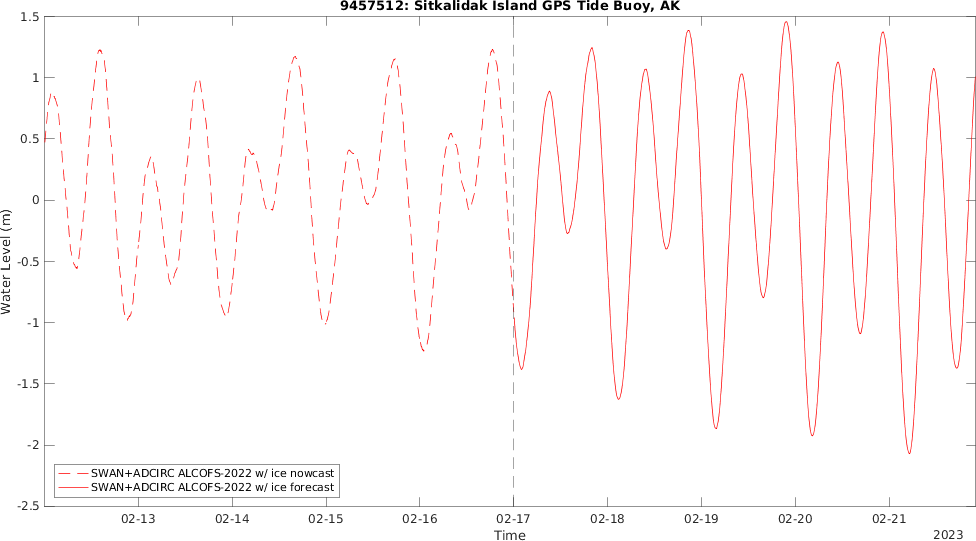 9457512: Sitkalidak Island GPS Tide Buoy, AK
1.5
1
0.5
0
-0.5
-1
-1.5
-2
-2.5
Water Level (m)
SWAN+ADCIRC ALCOFS-2022 w/ ice nowcast
SWAN+ADCIRC ALCOFS-2022 w/ ice forecast
02-13 02-14 02-15 02-16 02-17 02-18 02-19 02-20 02-21
Time
2023